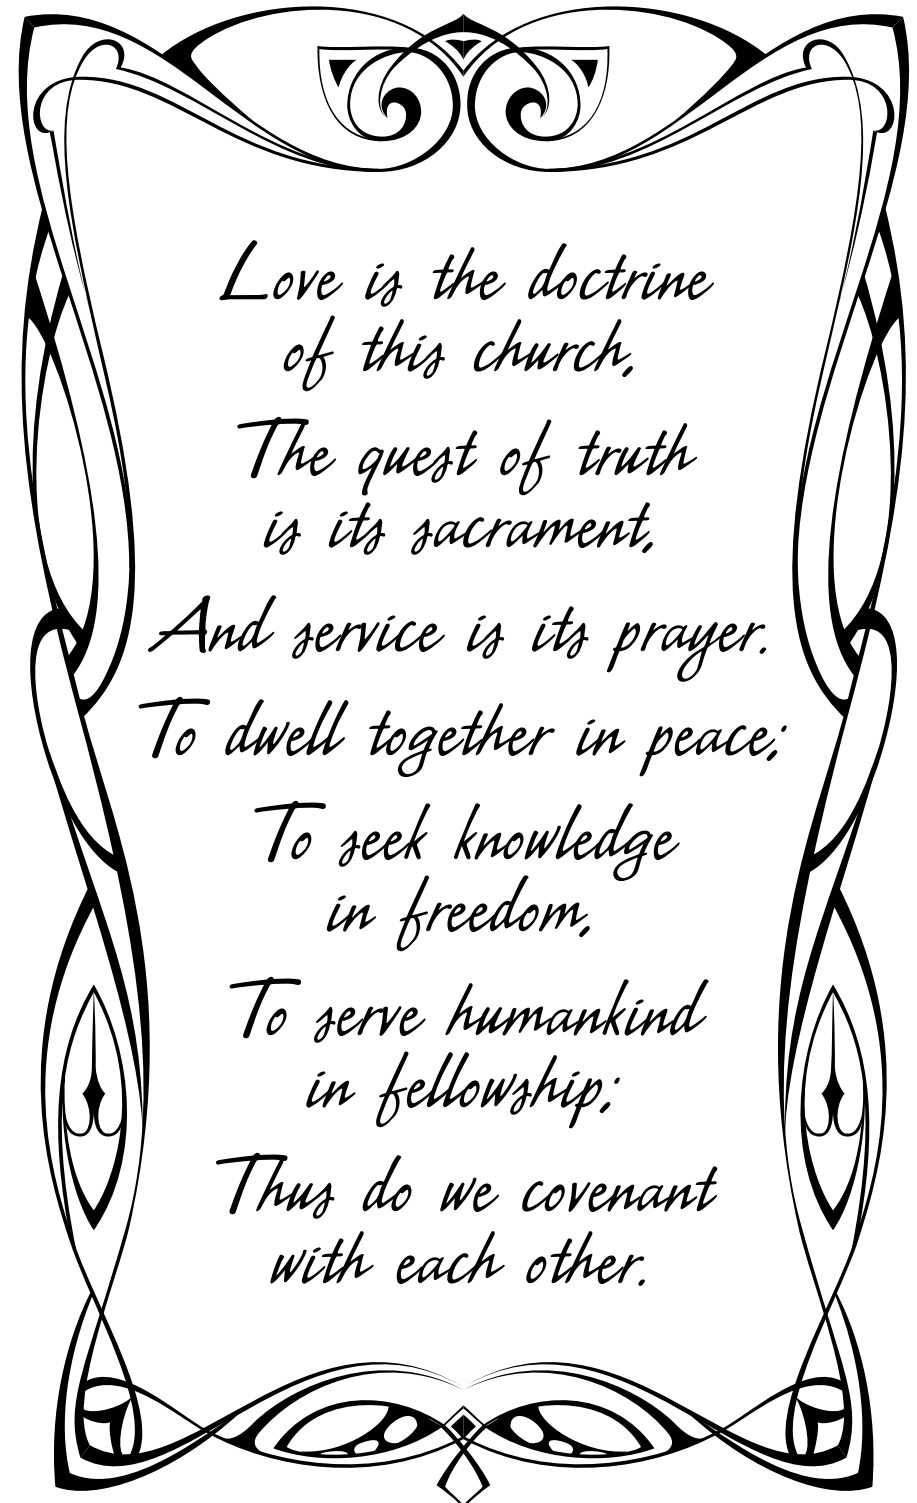 Love is the doctrine
of this church,
The quest of truth
is its sacrament,
And service is its prayer.
To dwell together in peace;
To seek knowledge
in freedom,
To serve humankind
in fellowship;
Thus do we covenant
with each other.